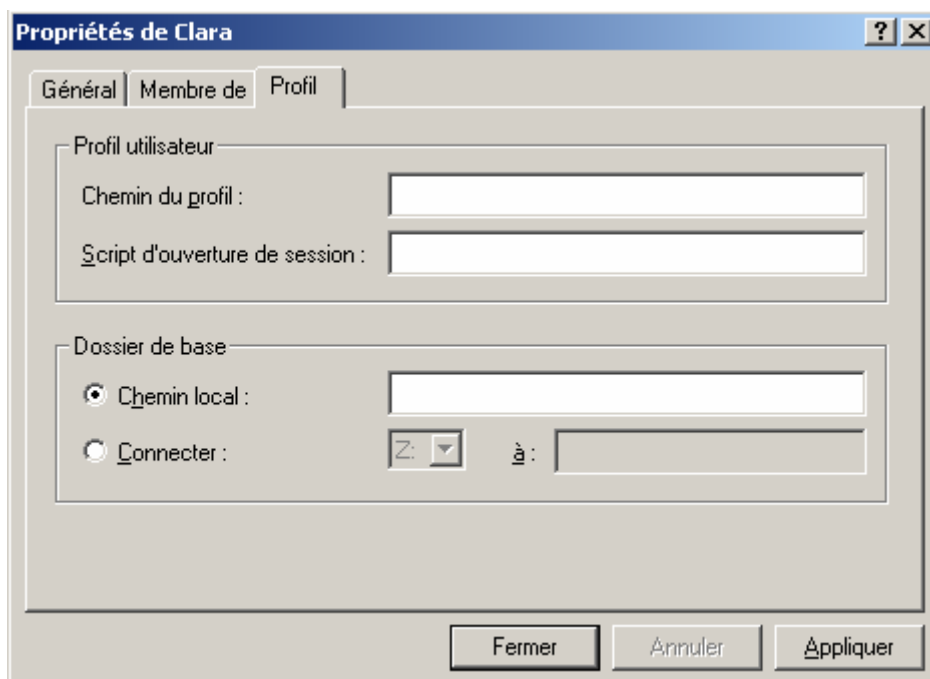 Propriétés de Clara
Général Membre de Profil
Profil utilisateur
Chemin du profil :
Script d'ouverture de session :
Dossier de base
Chemin local :
Connecter : Z: à :
Fermer Annuler Appliquer